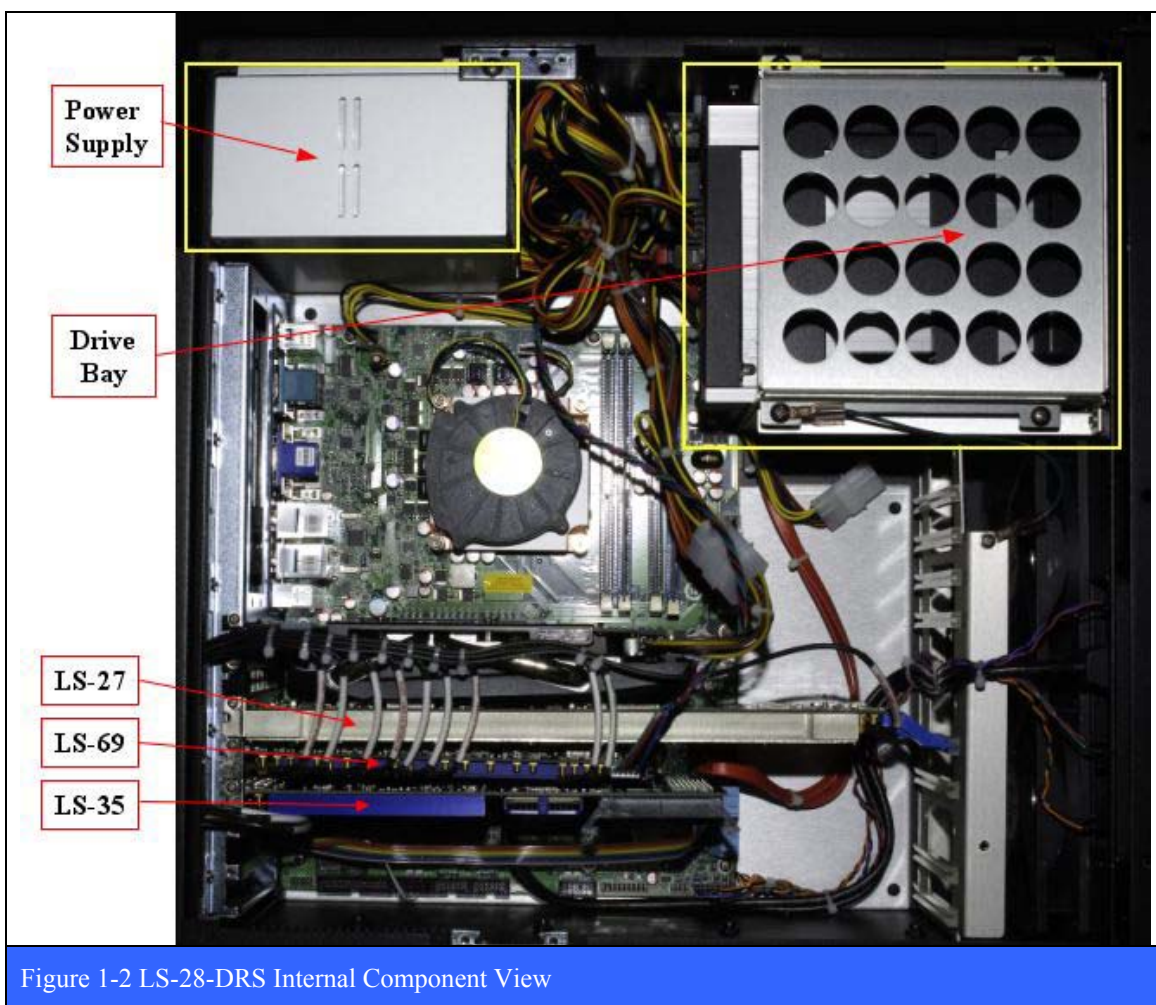 Power
Supply
Drive
Bay
LS-27
LS-69
LS-35
Figure 1-2 LS-28-DRS Internal Component View